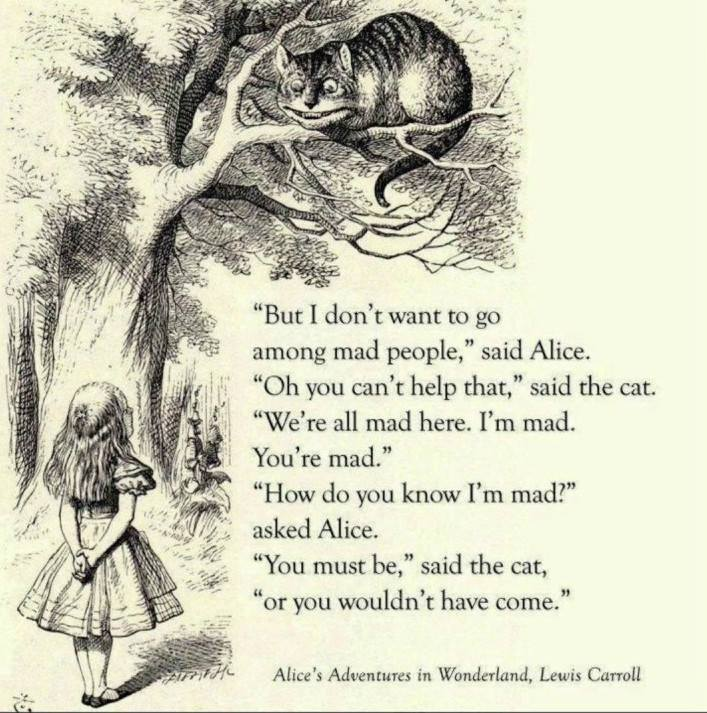 “But I don’t want to go
among mad people,” said Alice.
“Oh you can’t help that,” said the cat.
“We’re all mad here. I’m mad.
You’re mad.”
“How do you know I’m mad?”
asked Alice.
“You must be,” said the cat,
“or you wouldn’t have come.”
Alice’s Adventures in Wonderland, Lewis Carroll